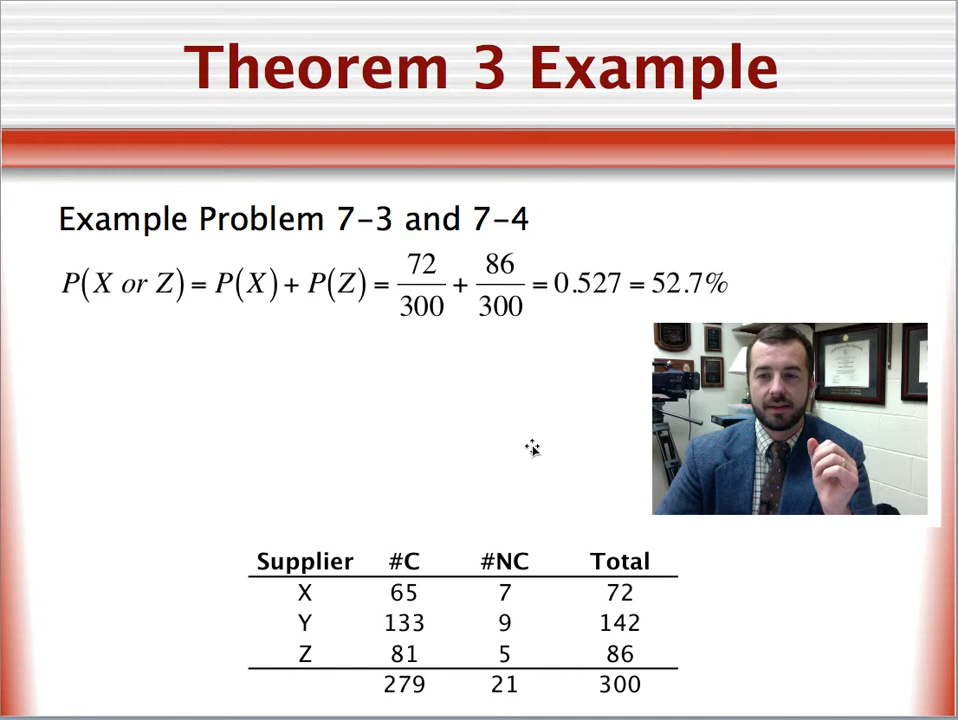 Theorem 3 Example
Example Problem 7-3 and 7-4
P( X or Z ) = P( X ) + P( Z ) = 72/300 + 86/300 = 0.527 = 52.7%
Supplier #C #NC Total
X 65 7 72
Y 133 9 142
Z 81 5 86
279 21 300